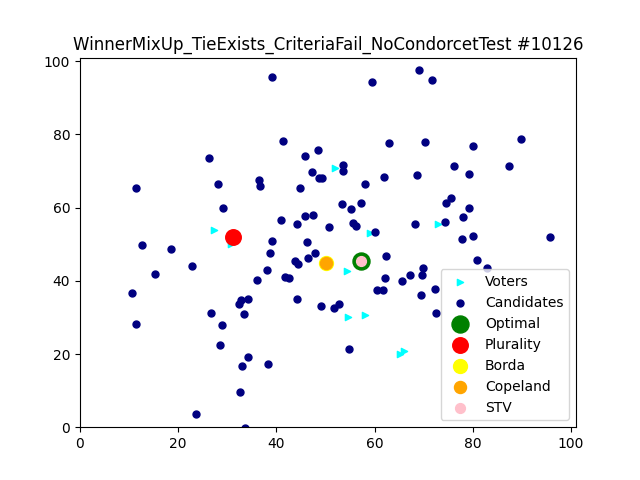 WinnerMixUp_TieExists_CriteriaFail_NoCondorcetTest #10126
100
80
60
40
20
0
0 20 40 60 80 100
Voters
Candidates
Optimal
Plurality
Borda
Copeland
STV